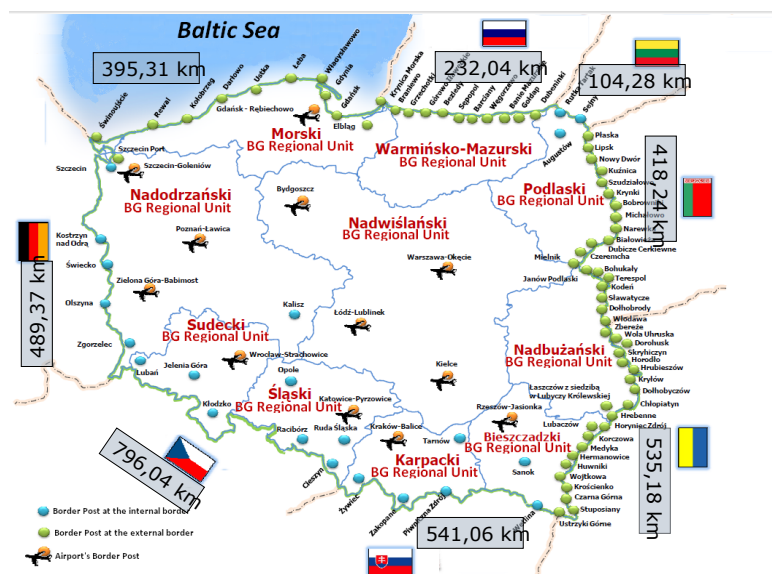 Baltic Sea
395,31 km
232,04 km
104,28 km
418,24 km
489,37 km
796,04 km
541,06 km
535,18 km
Świnoujście
Rewal
Kołobrzeg
Darłowo
Ustka
Łeba
Władysławowo
Gdynia
Gdańsk
Gdańsk - Rębiechowo
Elbląg
Krynica Morska
Braniewo
Grzechotki
Bezledy
Sępopol
Barciany
Węgorzewo
Banie Mazurskie
Gołdap
Dubeninki
Rutka Tartak
Sejny
Augustów
Płaska
Lipsk
Nowy Dwór
Kuźnica
Szudziałowo
Krynki
Bobrowniki
Michałowo
Narewka
Białowieża
Dubicze Cerkiewne
Czeremcha
Mielnik
Janów Podlaski
Bohukały
Terespol
Kodeń
Sławatycze
Dołhobrody
Włodawa
Zbereże
Wola Uhruska
Dorohusk
Skryhiczyn
Horodło
Hrubieszów
Kryłów
Dołhobyczów
Chłopiatyn
Łaszczów z siedzibą
w Lubyczy Królewskiej
Hrebenne
Lubaczów
Horyniec Zdrój
Korczowa
Medyka
Hermanowice
Huwniki
Wojtkowa
Krościenko
Czarna Górna
Stuposiany
Ustrzyki Górne
Morski
BG Regional Unit
Warmińsko-Mazurski
BG Regional Unit
Podlaski
BG Regional Unit
Nadodrzański
BG Regional Unit
Nadwiślański
BG Regional Unit
Sudecki
BG Regional Unit
Śląski
BG Regional Unit
Nadbużański
BG Regional Unit
Bieszczadzki
BG Regional Unit
Karpacki
BG Regional Unit
Szczecin Port
Szczecin
Szczecin-Goleniów
Bydgoszcz
Poznań-Ławica
Warszawa-Okęcie
Kostrzyn
nad Odrą
Świecko
Zielona Góra-Babimost
Olszyna
Kalisz
Łódź-Lublinek
Zgorzelec
Lubań
Jelenia Góra
Wrocław-Strachowice
Opole
Kielce
Kłodzko
Katowice-Pyrzowice
Rzeszów-Jasionka
Racibórz
Ruda Śląska
Kraków-Balice
Tarnów
Sanok
Cieszyn
Żywiec
Zakopane
Piwniczna Zdrój
Border Post at the internal border
Border Post at the external border
Airport's Border Post